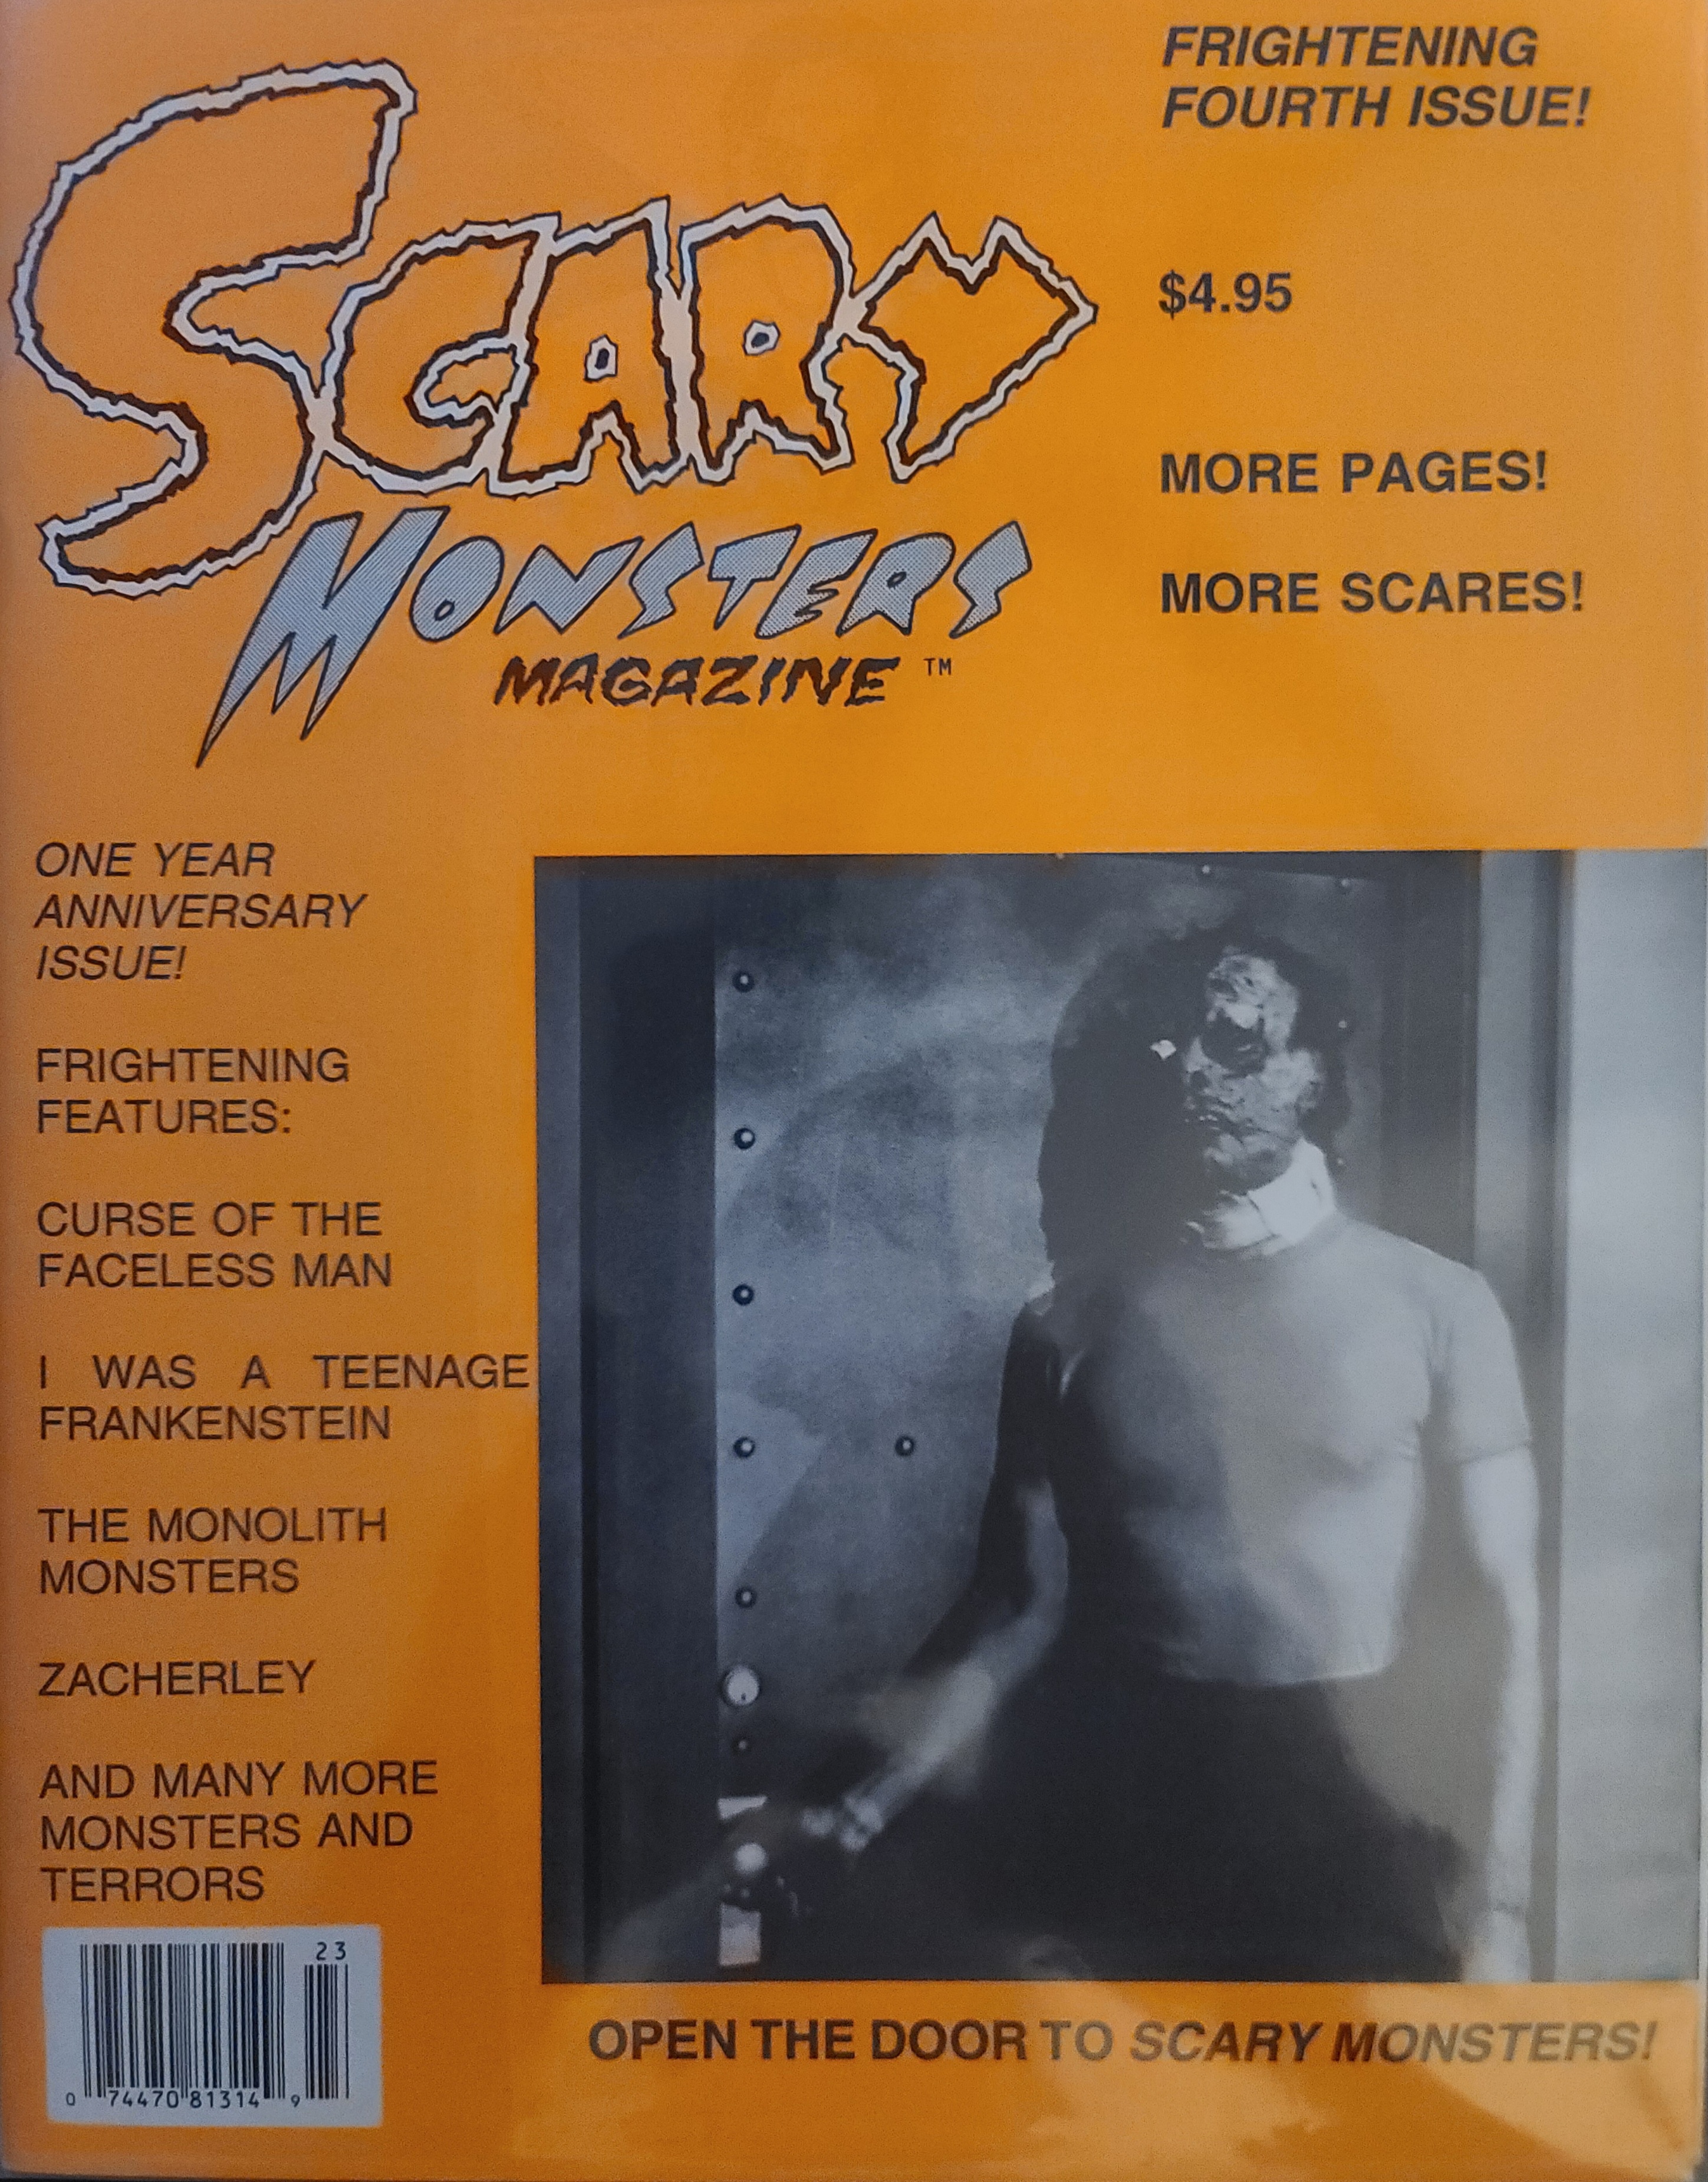 FRIGHTENING
FOURTH ISSUE!
SCARY
MONSTERS
MAGAZINE ™
$4.95
MORE PAGES!
MORE SCARES!
ONE YEAR
ANNIVERSARY
ISSUE!
FRIGHTENING
FEATURES:
CURSE OF THE
FACELESS MAN
I WAS A TEENAGE
FRANKENSTEIN
THE MONOLITH
MONSTERS
ZACHERLEY
AND MANY MORE
MONSTERS AND
TERRORS
23
0 74470 81314 9
OPEN THE DOOR TO SCARY MONSTERS!